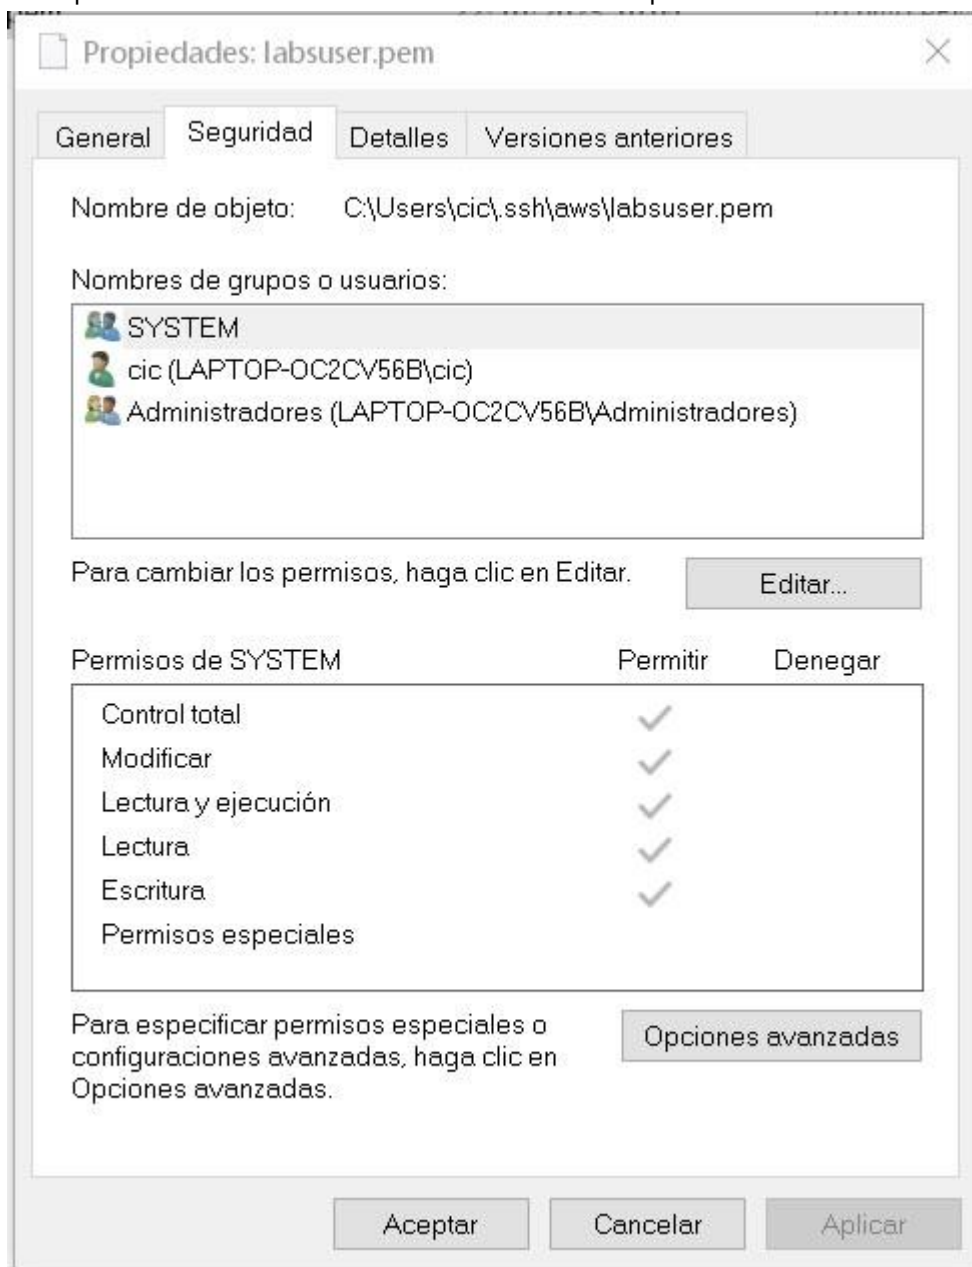 Propiedades: labsuser.pem
General Seguridad Detalles Versiones anteriores
Nombre de objeto: C:\Users\cic\.ssh\aws\labsuser.pem
Nombres de grupos o usuarios:
SYSTEM
cic (LAPTOP-OC2CV56B\cic)
Administradores (LAPTOP-OC2CV56B\Administradores)
Para cambiar los permisos, haga clic en Editar.
Editar...
Permisos de SYSTEM Permitir Denegar
Control total
Modificar
Lectura y ejecución
Lectura
Escritura
Permisos especiales
Para especificar permisos especiales o
configuraciones avanzadas, haga clic en
Opciones avanzadas.
Opciones avanzadas
Aceptar Cancelar Aplicar